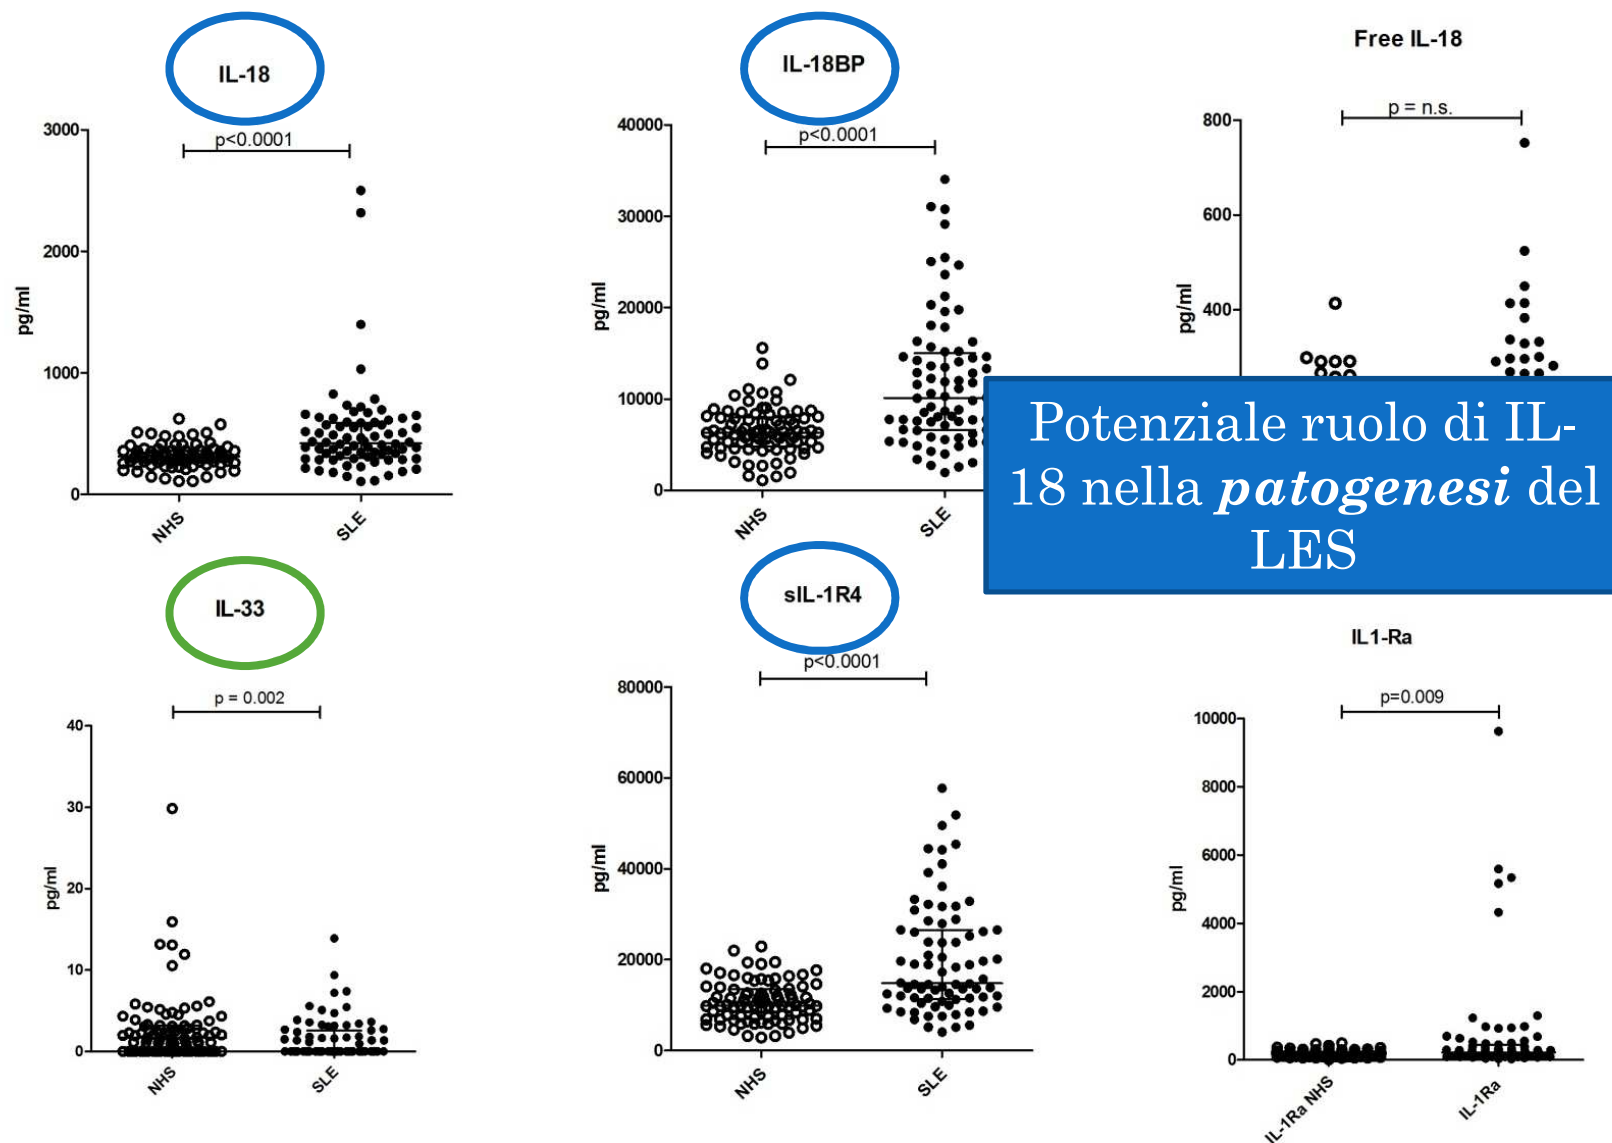 IL-18
p<0.0001
3000
2000
1000
0
pg/ml
NHS
SLE
IL-18BP
p<0.0001
40000
30000
20000
10000
0
pg/ml
NHS
SLE
Free IL-18
p = n.s.
800
600
400
pg/ml
Potenziale ruolo di IL-
18 nella patogenesi del
LES
IL-33
p = 0.002
40
30
20
10
0
pg/ml
NHS
SLE
sIL-1R4
p<0.0001
80000
60000
40000
20000
0
pg/ml
NHS
SLE
IL1-Ra
p=0.009
10000
8000
6000
4000
2000
0
pg/ml
IL-1Ra NHS
IL-1Ra